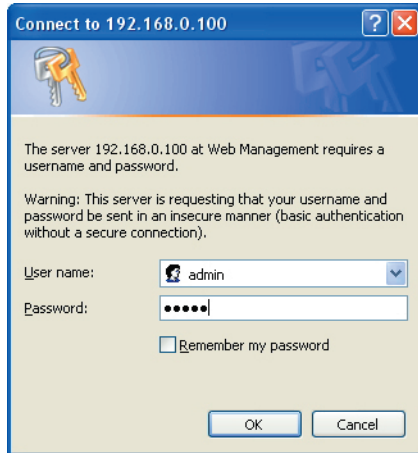 Connect to 192.168.0.100
The server 192.168.0.100 at Web Management requires a
username and password.
Warning: This server is requesting that your username and
password be sent in an insecure manner (basic authentication
without a secure connection).
User name: admin
Password: •••••
Remember my password
OK Cancel